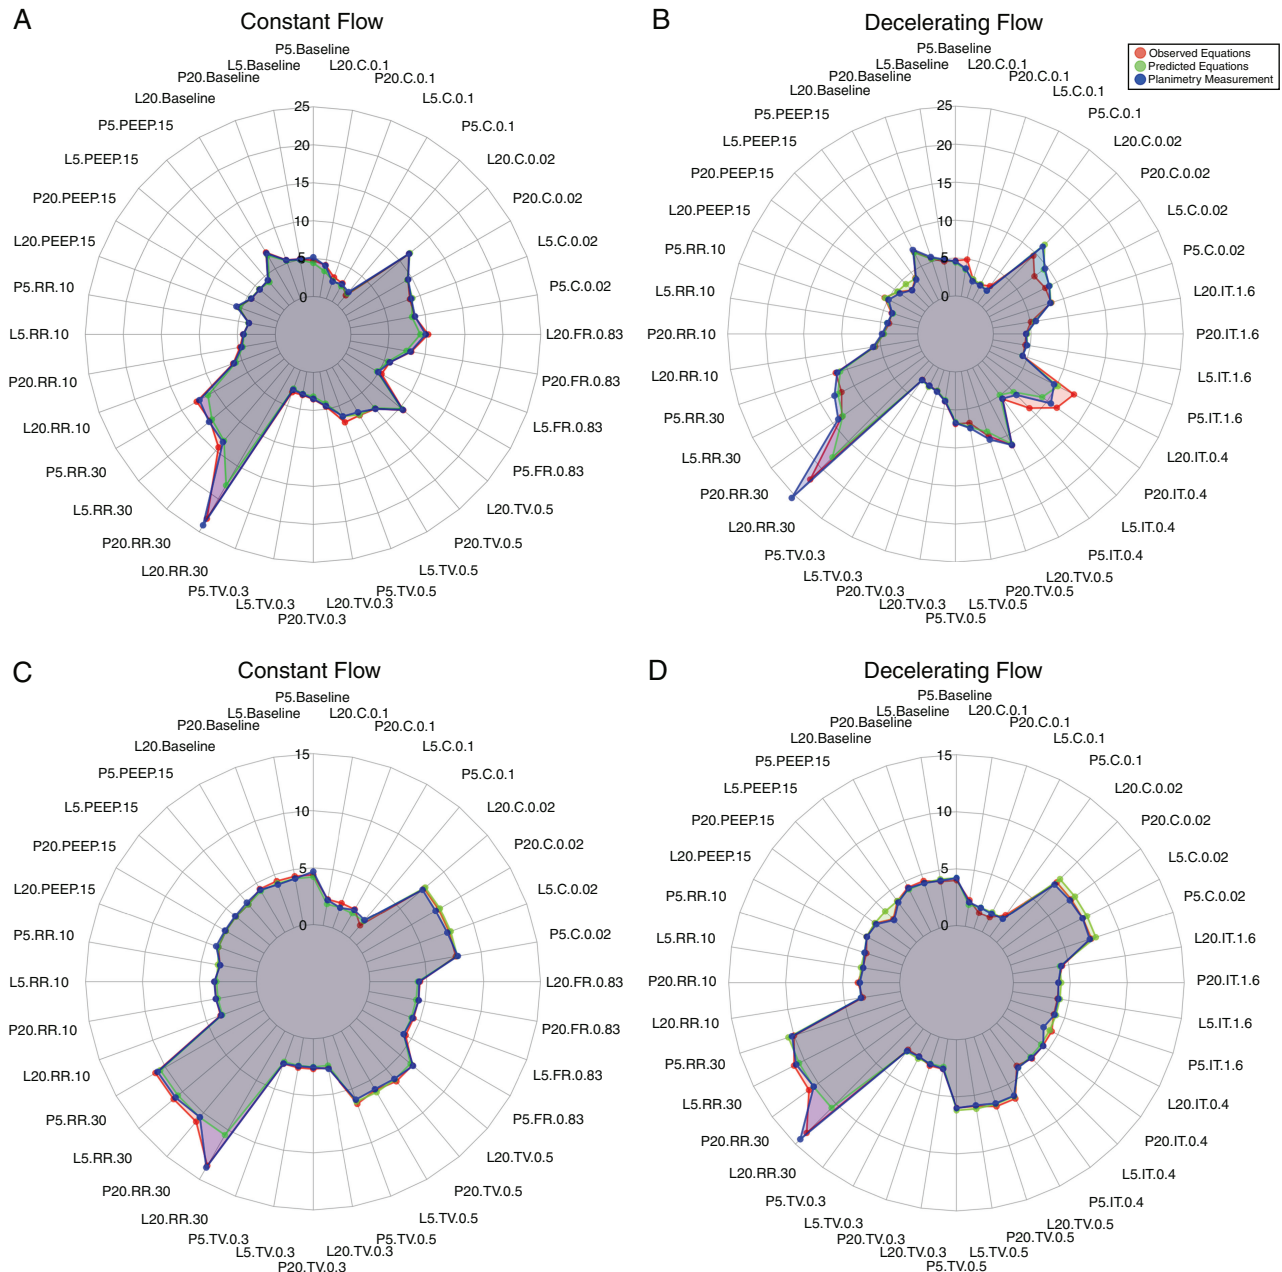 A
Constant Flow
P5.Baseline
L5.Baseline
P20.Baseline
L20.Baseline
P5.PEEP.15
L5.PEEP.15
P20.PEEP.15
L20.PEEP.15
P5.RR.10
L5.RR.10
P20.RR.10
L20.RR.10
P5.RR.30
L5.RR.30
P20.RR.30
L20.RR.30
P5.TV.0.3
L5.TV.0.3
P20.TV.0.3
L20.TV.0.3
P5.TV.0.5
L5.TV.0.5
P20.TV.0.5
L20.TV.0.5
P5.FR.0.83
L5.FR.0.83
P20.FR.0.83
L20.FR.0.83
P5.C.0.02
L5.C.0.02
P20.C.0.02
L20.C.0.02
P5.C.0.1
L5.C.0.1
P20.C.0.1
L20.C.0.1
25
20
15
10
5
0
B
Decelerating Flow
Observed Equations
Predicted Equations
Planimetry Measurement
P5.Baseline
L5.Baseline
P20.Baseline
L20.Baseline
P5.PEEP.15
L5.PEEP.15
P20.PEEP.15
L20.PEEP.15
P5.RR.10
L5.RR.10
P20.RR.10
L20.RR.10
P5.RR.30
L5.RR.30
P20.RR.30
L20.RR.30
P5.TV.0.3
L5.TV.0.3
P20.TV.0.3
L20.TV.0.3
P5.TV.0.5
L5.TV.0.5
P20.TV.0.5
L20.TV.0.5
P5.IT.0.4
L5.IT.0.4
P20.IT.0.4
L20.IT.0.4
P5.IT.1.6
L5.IT.1.6
P20.IT.1.6
L20.IT.1.6
P5.C.0.02
L5.C.0.02
P20.C.0.02
L20.C.0.02
P5.C.0.1
L5.C.0.1
P20.C.0.1
L20.C.0.1
25
20
15
10
5
0
C
Constant Flow
P5.Baseline
L5.Baseline
P20.Baseline
L20.Baseline
P5.PEEP.15
L5.PEEP.15
P20.PEEP.15
L20.PEEP.15
P5.RR.10
L5.RR.10
P20.RR.10
L20.RR.10
P5.RR.30
L5.RR.30
P20.RR.30
L20.RR.30
P5.TV.0.3
L5.TV.0.3
P20.TV.0.3
L20.TV.0.3
P5.TV.0.5
L5.TV.0.5
P20.TV.0.5
L20.TV.0.5
P5.FR.0.83
L5.FR.0.83
P20.FR.0.83
L20.FR.0.83
P5.C.0.02
L5.C.0.02
P20.C.0.02
L20.C.0.02
P5.C.0.1
L5.C.0.1
P20.C.0.1
L20.C.0.1
15
10
5
0
D
Decelerating Flow
P5.Baseline
L5.Baseline
P20.Baseline
L20.Baseline
P5.PEEP.15
L5.PEEP.15
P20.PEEP.15
L20.PEEP.15
P5.RR.10
L5.RR.10
P20.RR.10
L20.RR.10
P5.RR.30
L5.RR.30
P20.RR.30
L20.RR.30
P5.TV.0.3
L5.TV.0.3
P20.TV.0.3
L20.TV.0.3
P5.TV.0.5
L5.TV.0.5
P20.TV.0.5
L20.TV.0.5
P5.IT.0.4
L5.IT.0.4
P20.IT.0.4
L20.IT.0.4
P5.IT.1.6
L5.IT.1.6
P20.IT.1.6
L20.IT.1.6
P5.C.0.02
L5.C.0.02
P20.C.0.02
L20.C.0.02
P5.C.0.1
L5.C.0.1
P20.C.0.1
L20.C.0.1
15
10
5
0